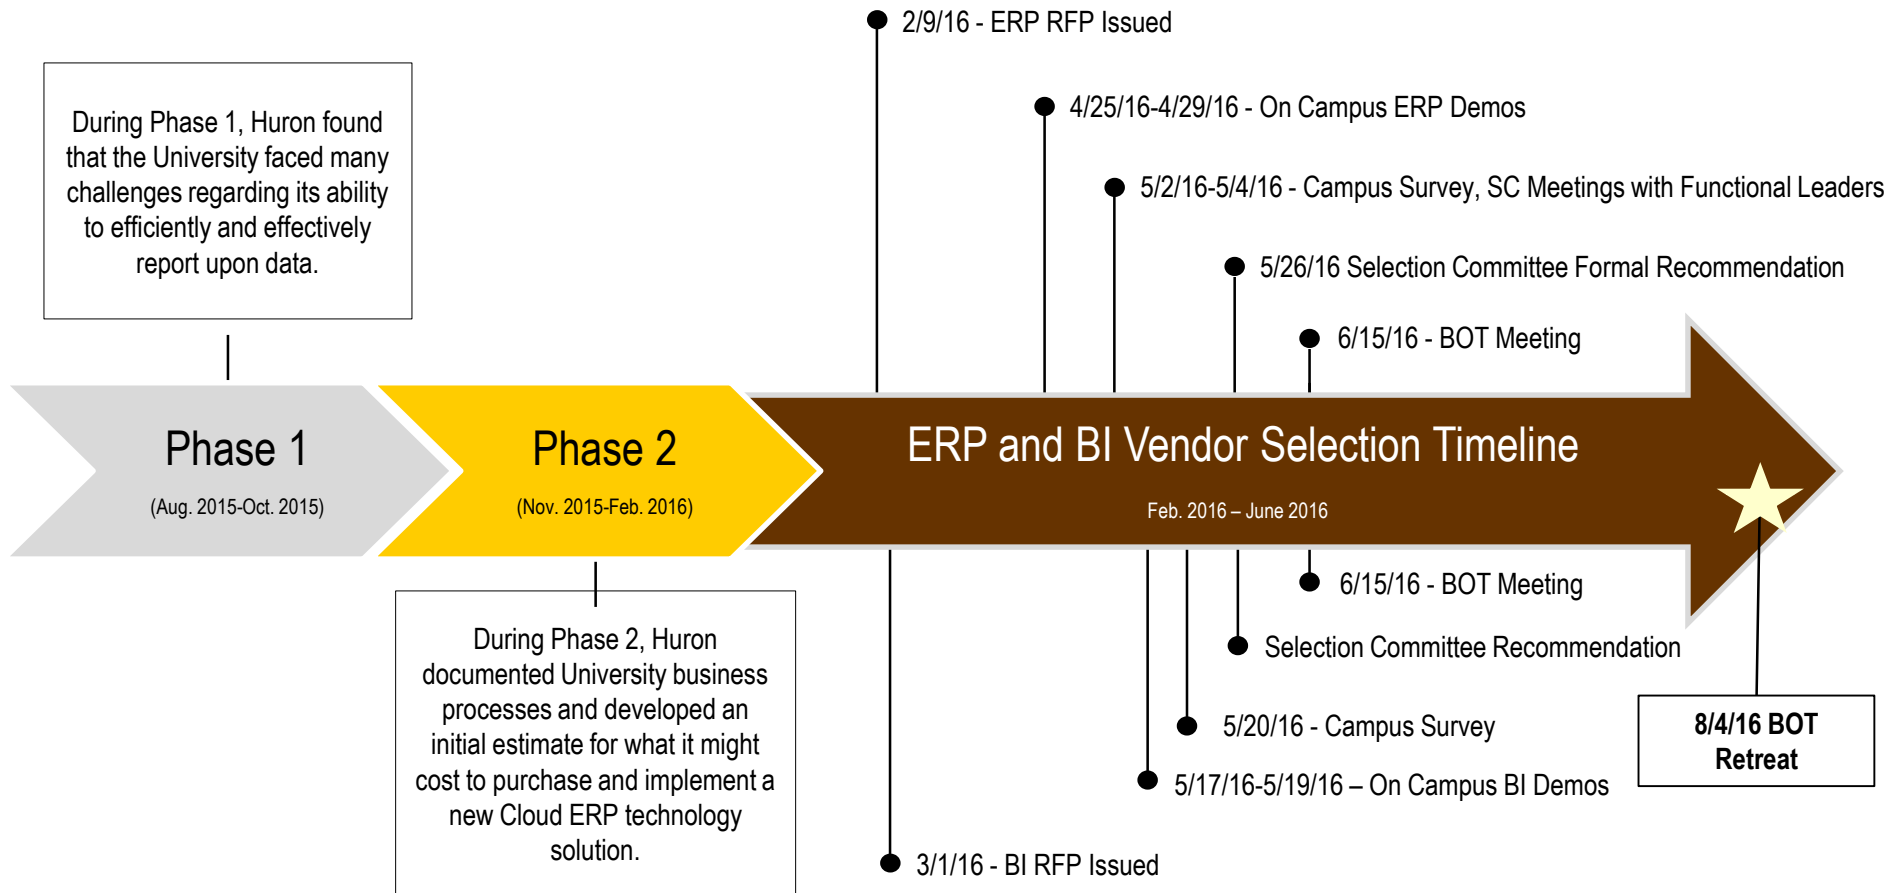 2/9/16 - ERP RFP Issued
4/25/16-4/29/16 - On Campus ERP Demos
5/2/16-5/4/16 - Campus Survey, SC Meetings with Functional Leaders
5/26/16 Selection Committee Formal Recommendation
6/15/16 - BOT Meeting
During Phase 1, Huron found
that the University faced many
challenges regarding its ability
to efficiently and effectively
report upon data.
Phase 1
(Aug. 2015-Oct. 2015)
Phase 2
(Nov. 2015-Feb. 2016)
ERP and BI Vendor Selection Timeline
Feb. 2016 – June 2016
During Phase 2, Huron
documented University business
processes and developed an
initial estimate for what it might
cost to purchase and implement a
new Cloud ERP technology
solution.
6/15/16 - BOT Meeting
Selection Committee Recommendation
5/20/16 - Campus Survey
5/17/16-5/19/16 – On Campus BI Demos
3/1/16 - BI RFP Issued
8/4/16 BOT
Retreat